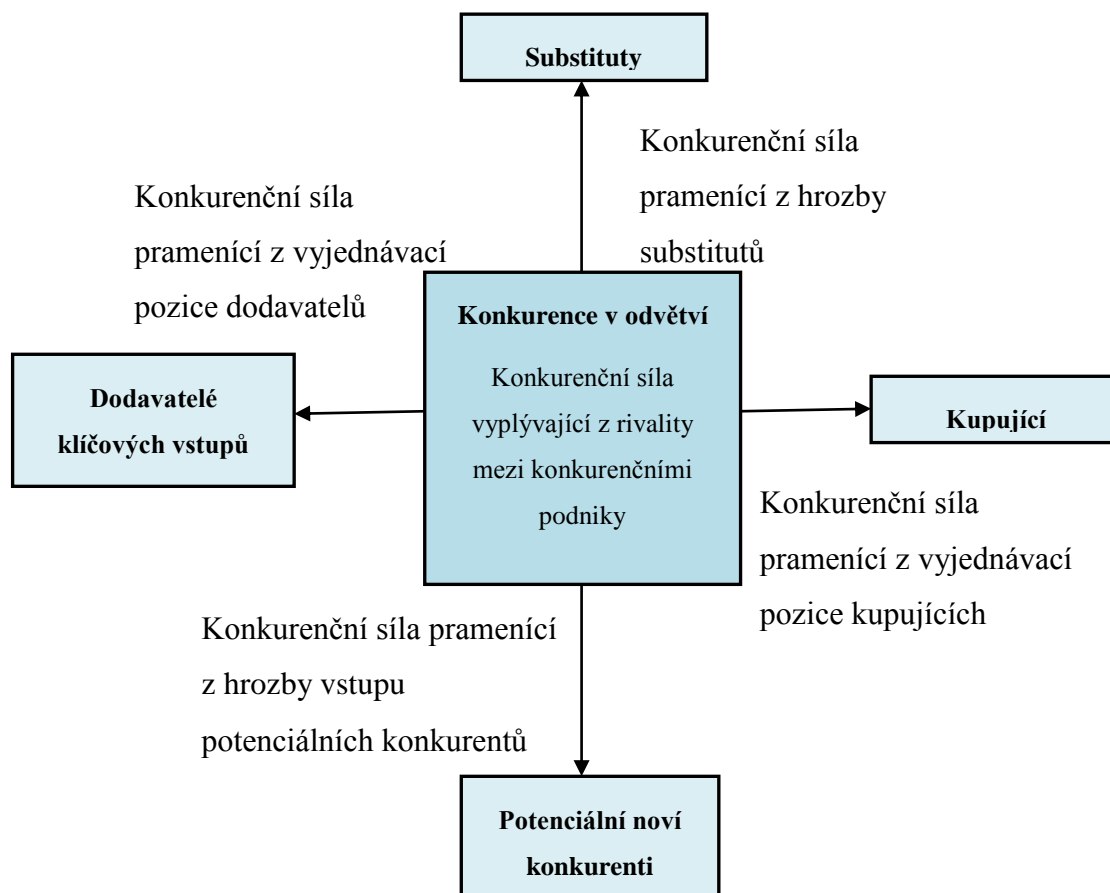 Substituty
Konkurenční síla
pramenící z hrozby
substitutů
Konkurenční síla
pramenící z vyjednávací
pozice dodavatelů
Konkurence v odvětví
Konkurenční síla
vyplývající z rivality
mezi konkurenčními
podniky
Dodavatelé
klíčových vstupů
Kupující
Konkurenční síla
pramenící z vyjednávací
pozice kupujících
Konkurenční síla pramenící
z hrozby vstupu
potenciálních konkurentů
Potenciální noví
konkurenti